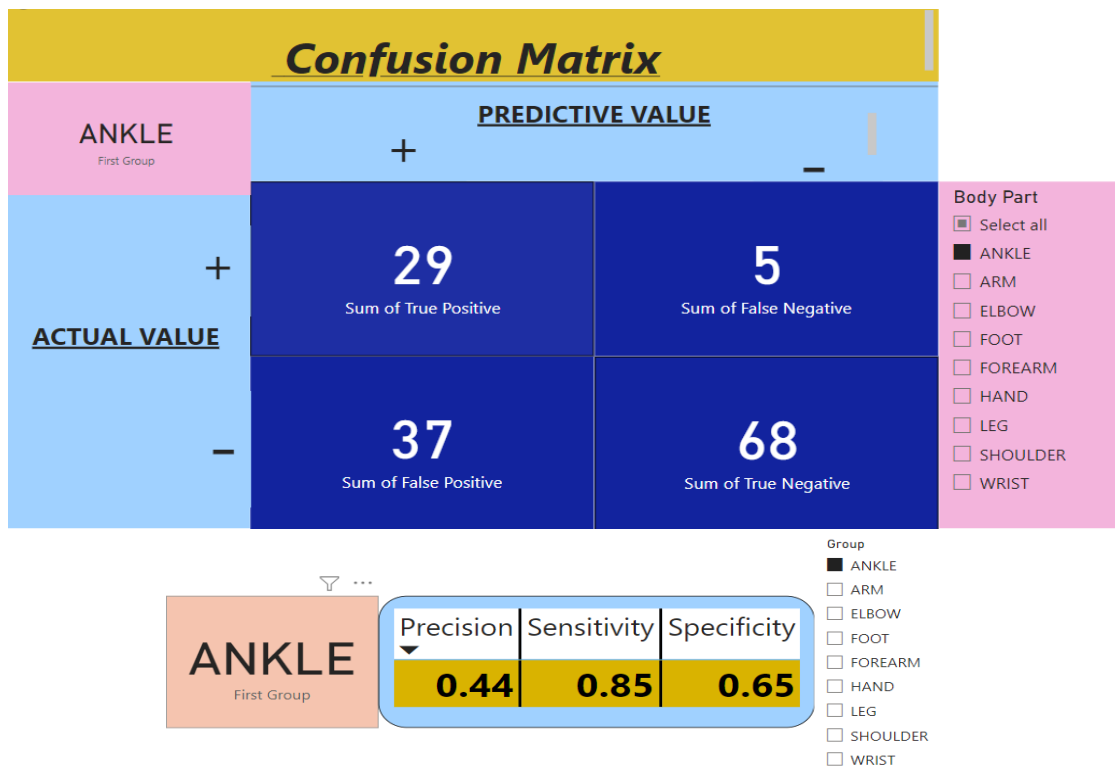 Confusion Matrix
ANKLE
First Group
PREDICTIVE VALUE
+
−
ACTUAL VALUE
+
−
29
Sum of True Positive
5
Sum of False Negative
37
Sum of False Positive
68
Sum of True Negative
Body Part
Select all
ANKLE
ARM
ELBOW
FOOT
FOREARM
HAND
LEG
SHOULDER
WRIST
ANKLE
First Group
Precision Sensitivity Specificity
0.44 0.85 0.65
Group
ANKLE
ARM
ELBOW
FOOT
FOREARM
HAND
LEG
SHOULDER
WRIST